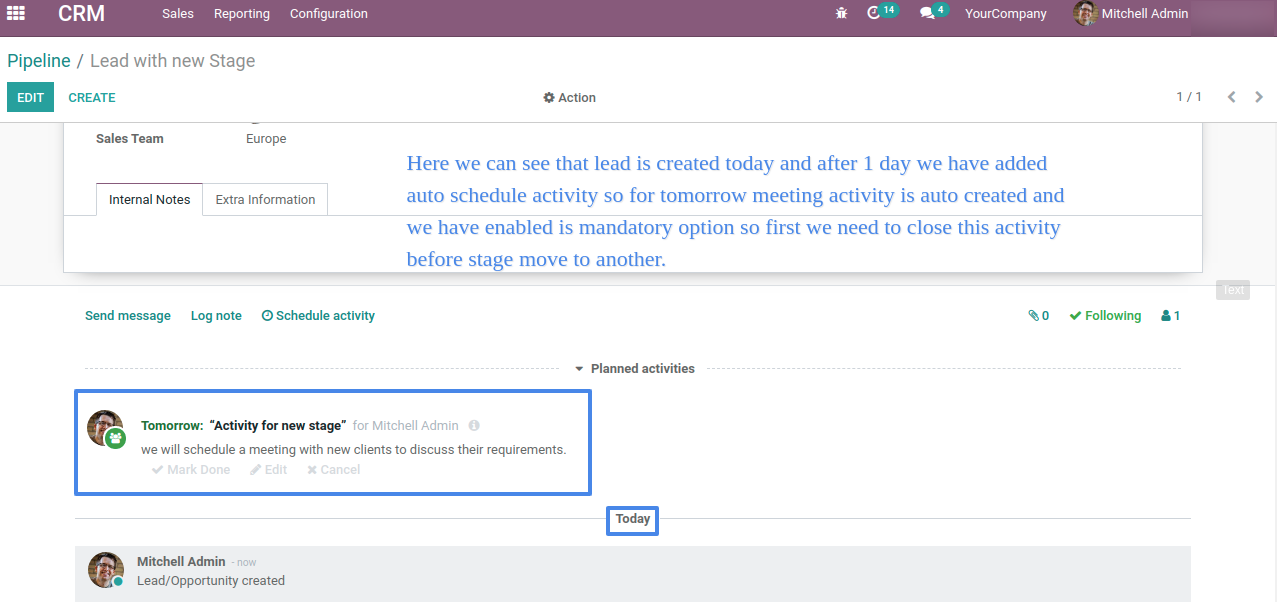 CRM Sales Reporting Configuration 14 4 YourCompany Mitchell Admin
Pipeline / Lead with new Stage
EDIT CREATE Action 1 / 1
Sales Team Europe
Here we can see that lead is created today and after 1 day we have added
auto schedule activity so for tomorrow meeting activity is auto created and
we have enabled is mandatory option so first we need to close this activity
before stage move to another.
Internal Notes Extra Information
Text
Send message Log note Schedule activity 0 Following 1
Planned activities
Tomorrow: “Activity for new stage” for Mitchell Admin
we will schedule a meeting with new clients to discuss their requirements.
Mark Done Edit Cancel
Today
Mitchell Admin - now
Lead/Opportunity created